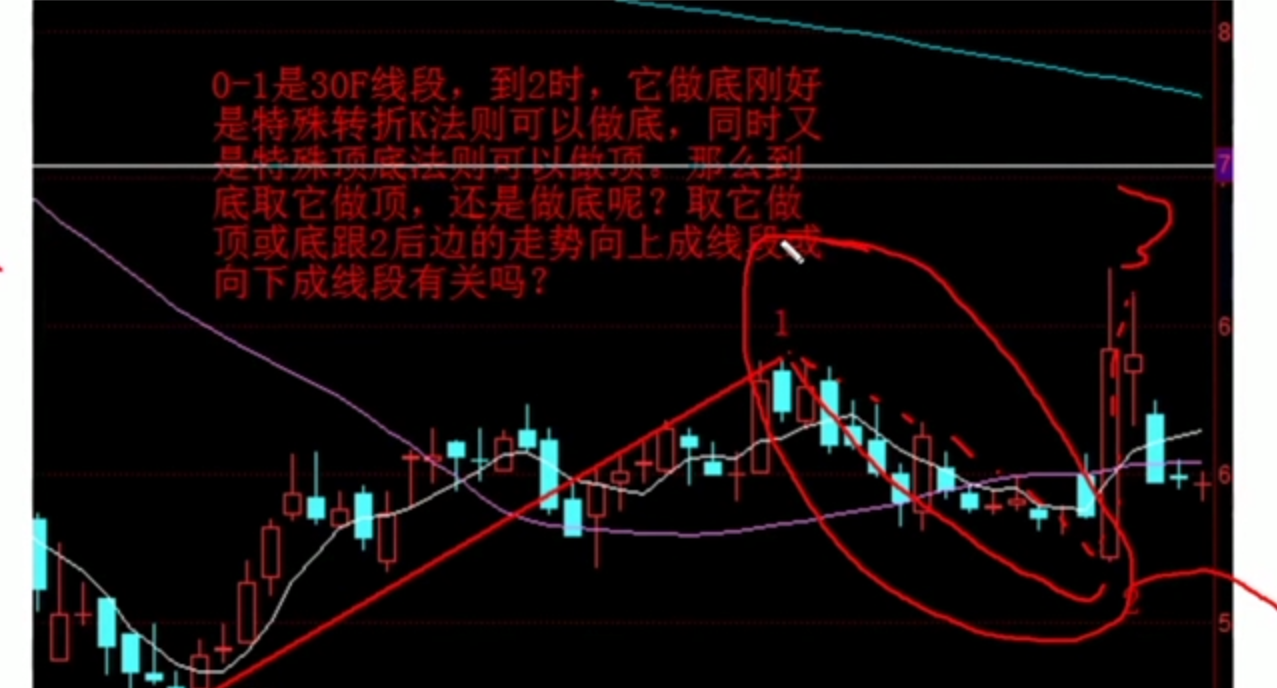 0-1是30F线段，到2时，它做底刚好
是特殊转折K法则可以做底，同时又
是特殊顶底法则可以做顶。那么到
底取它做顶，还是做底呢？取它做
顶或底跟2后边的走势向上成线段或
向下成线段有关吗？
8
7
1
6
6
2
5